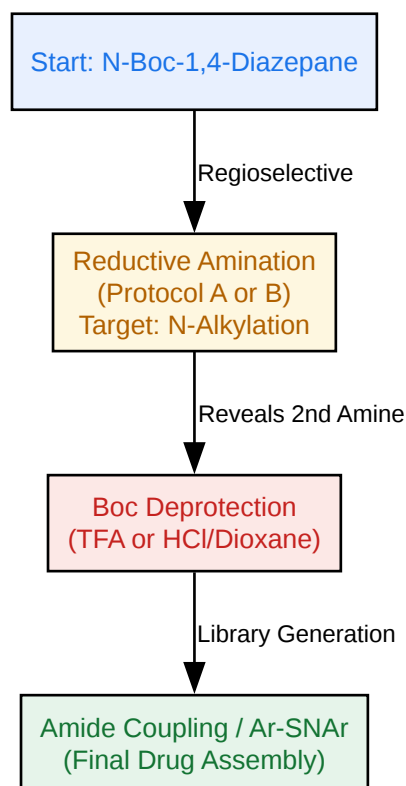 Start: N-Boc-1,4-Diazepane
Regioselective
Reductive Amination
(Protocol A or B)
Target: N-Alkylation
Reveals 2nd Amine
Boc Deprotection
(TFA or HCl/Dioxane)
Library Generation
Amide Coupling / Ar-SNAr
(Final Drug Assembly)